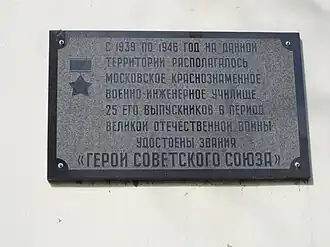 С 1939 ПО 1946 ГОД НА ДАННОЙ
ТЕРРИТОРИИ РАСПОЛАГАЛОСЬ
МОСКОВСКОЕ КРАСНОЗНАМЕННОЕ
ВОЕННО-ИНЖЕНЕРНОЕ УЧИЛИЩЕ.
25 ЕГО ВЫПУСКНИКОВ В ПЕРИОД
ВЕЛИКОЙ ОТЕЧЕСТВЕННОЙ ВОЙНЫ
УДОСТОЕНЫ ЗВАНИЯ
«ГЕРОЙ СОВЕТСКОГО СОЮЗА»